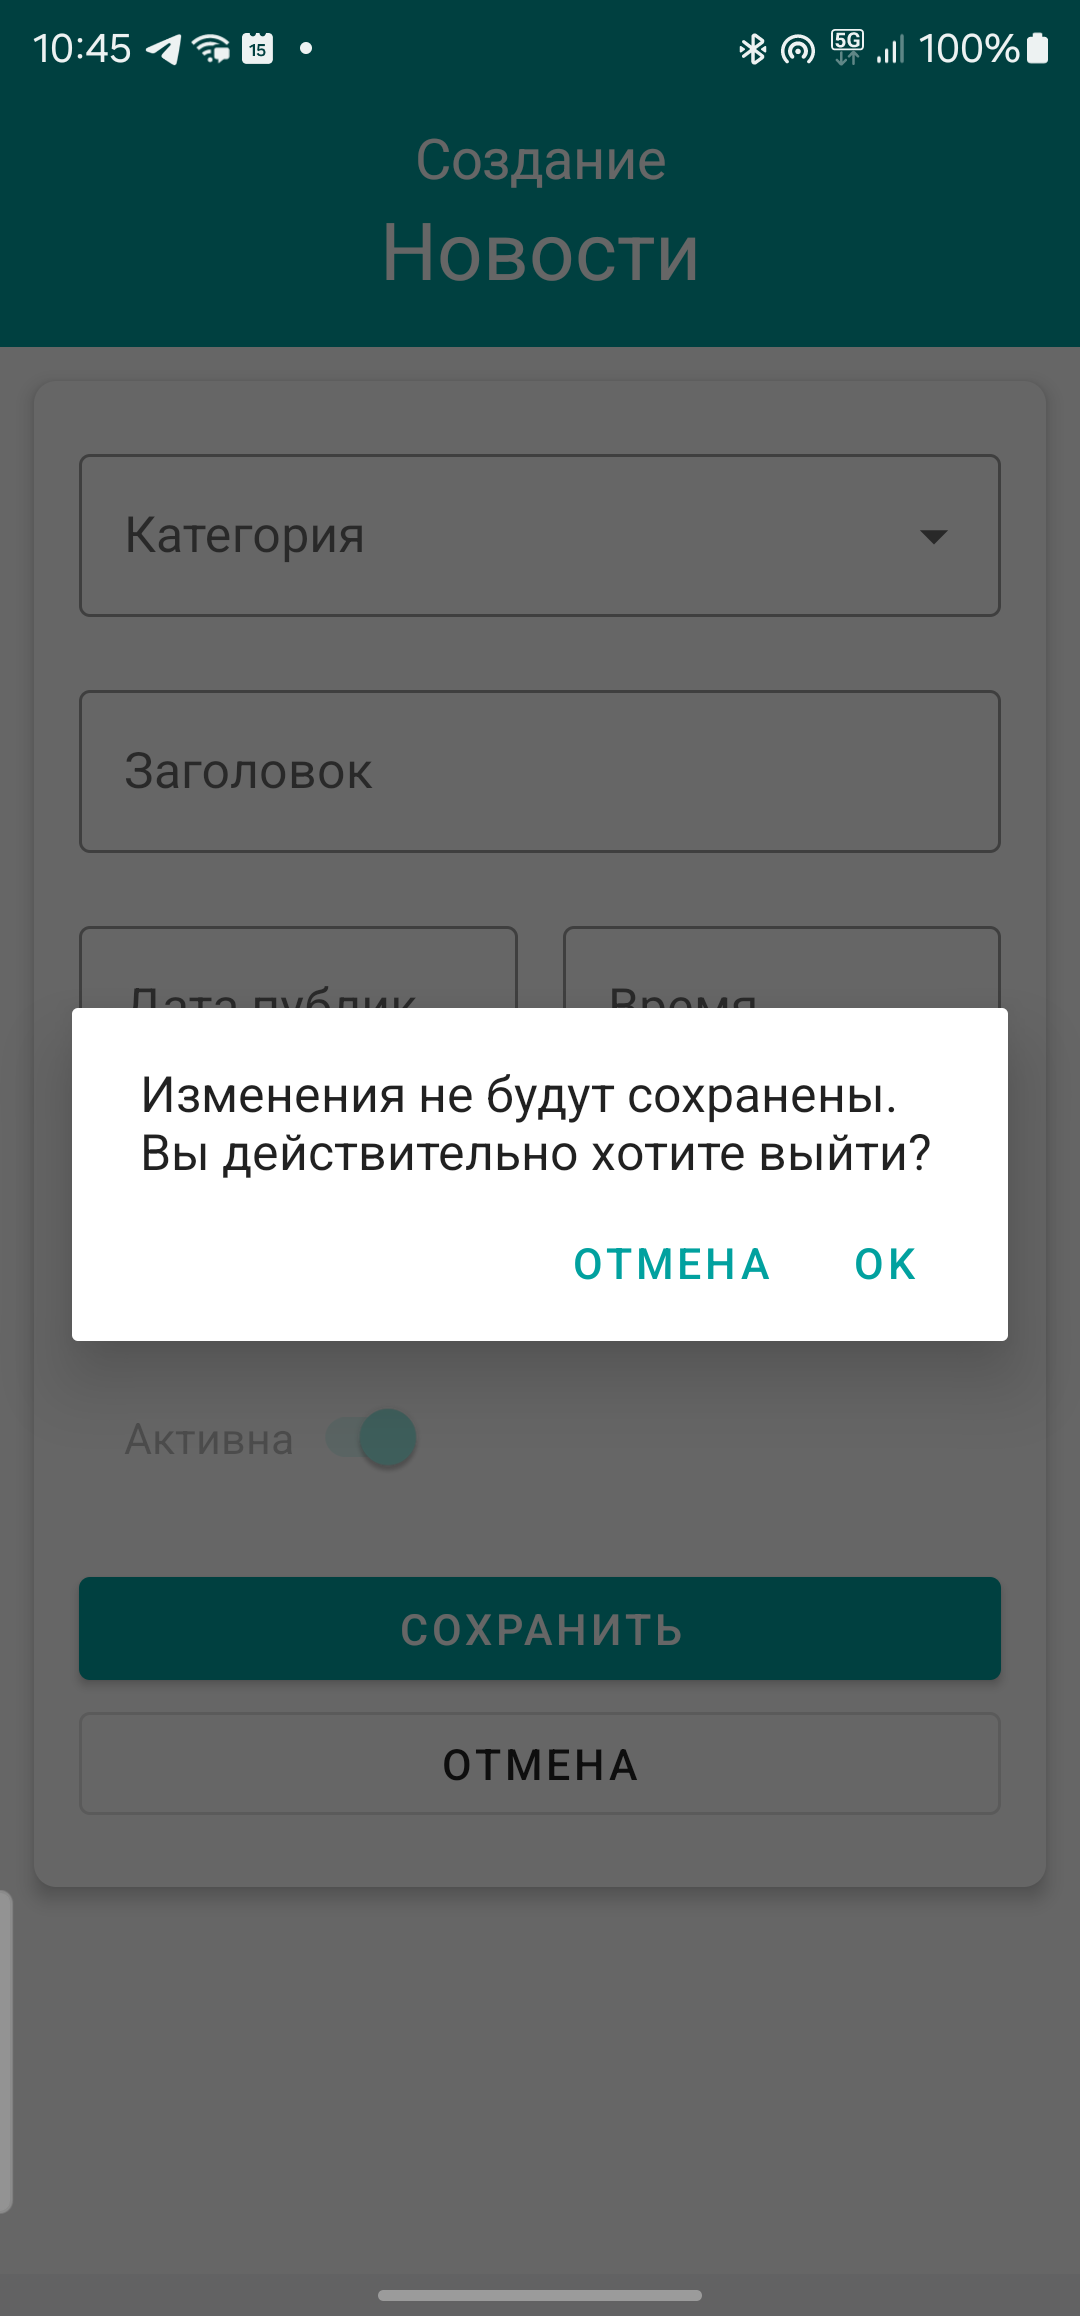 10:45 15 5G 100%
Создание
Новости
Категория
Заголовок
Дата публик
Время
Изменения не будут сохранены.
Вы действительно хотите выйти?
ОТМЕНА OK
Активна
СОХРАНИТЬ
ОТМЕНА